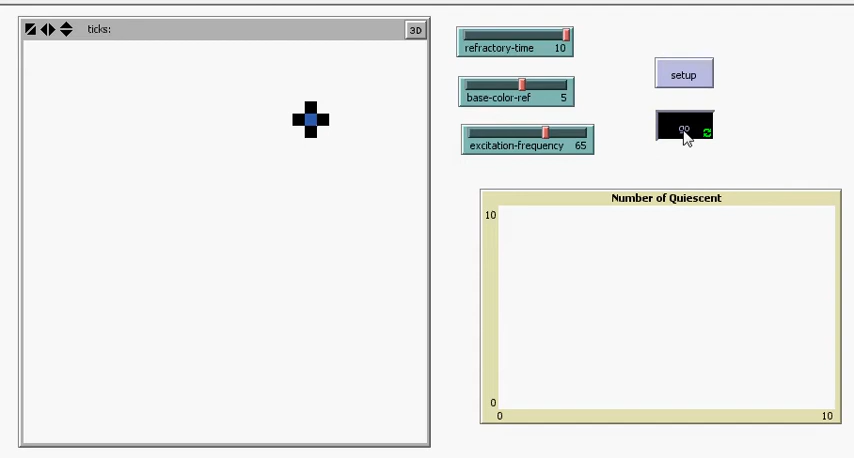 ticks:
3D
refractory-time 10
base-color-ref 5
excitation-frequency 65
setup
go
Number of Quiescent
10
0
0 10